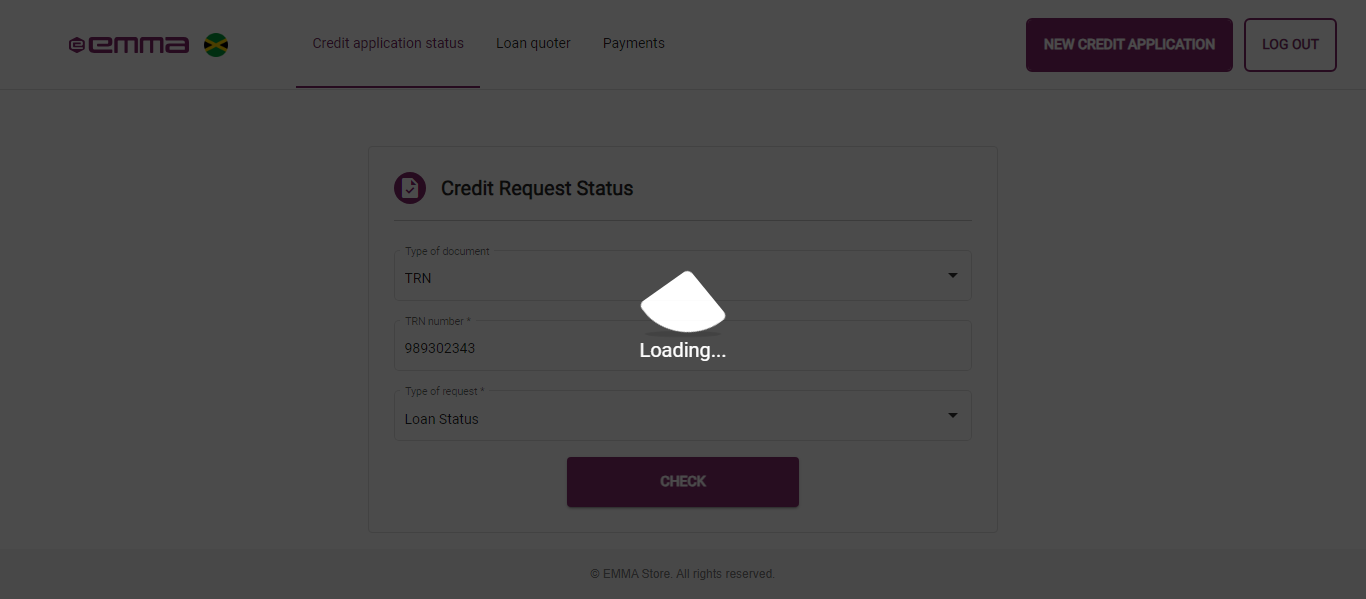 emma
Credit application status
Loan quoter
Payments
NEW CREDIT APPLICATION
LOG OUT
Credit Request Status
Type of document
TRN
TRN number *
989302343
Loading...
Type of request *
Loan Status
CHECK
© EMMA Store. All rights reserved.